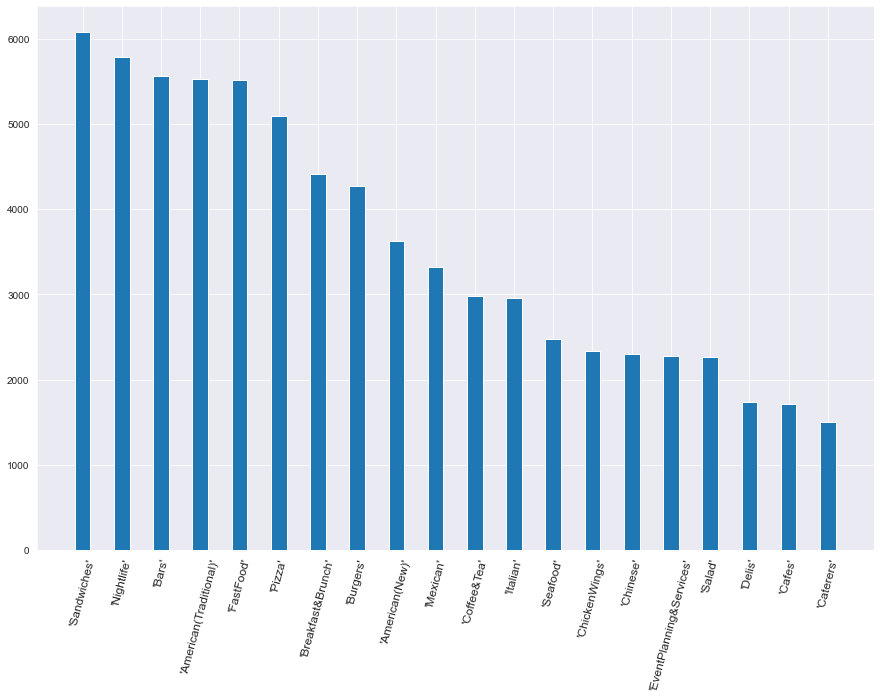 6000
5000
4000
3000
2000
1000
0
'Sandwiches'
'Nightlife'
'Bars'
'American(Traditional)'
'FastFood'
'Pizza'
'Breakfast&Brunch'
'Burgers'
'American(New)'
'Mexican'
'Coffee&Tea'
'Italian'
'Seafood'
'ChickenWings'
'Chinese'
'EventPlanning&Services'
'Salad'
'Delis'
'Cafes'
'Caterers'